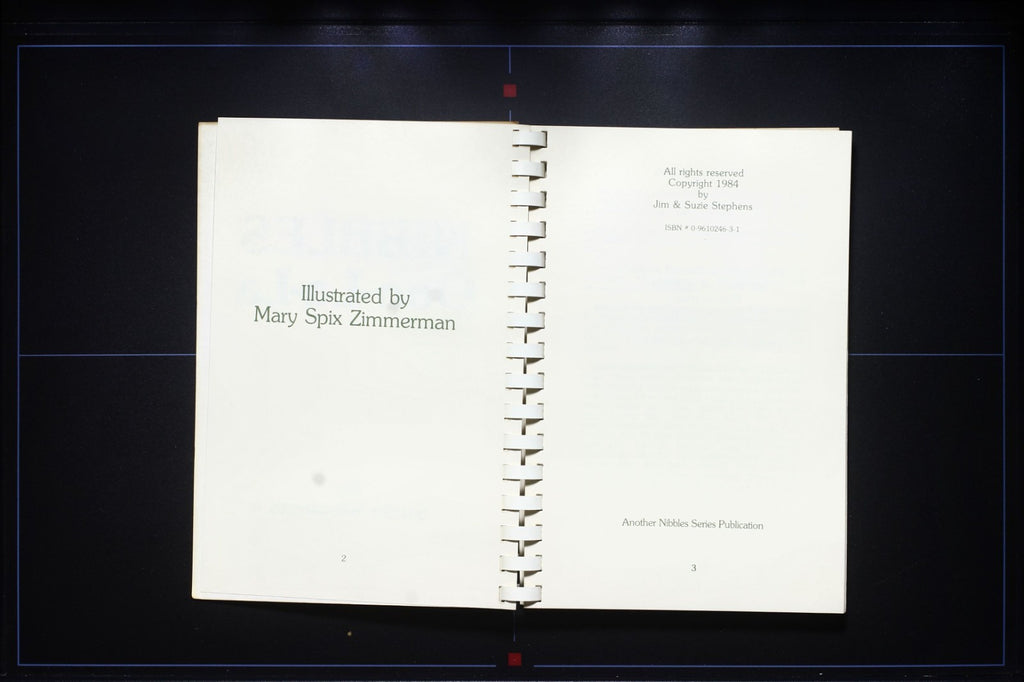 Illustrated by
Mary Spix Zimmerman
2
All rights reserved
Copyright 1984
by
Jim & Suzie Stephens
ISBN # 0-9610246-3-1
Another Nibbles Series Publication
3